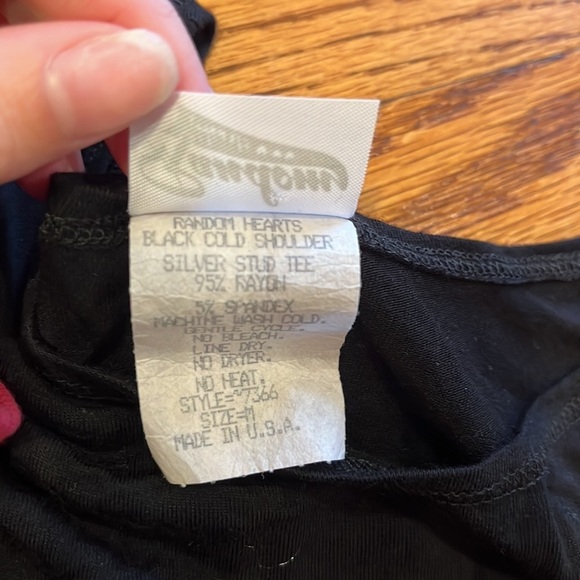 RANDOM HEARTS
BLACK COLD SHOULDER
SILVER STUD TEE
95% RAYON
5% SPANDEX
MACHINE WASH COLD.
GENTLE CYCLE.
NO BLEACH.
LINE DRY.
NO DRYER.
NO HEAT.
STYLE=~7366
SIZE=M
MADE IN U.S.A.